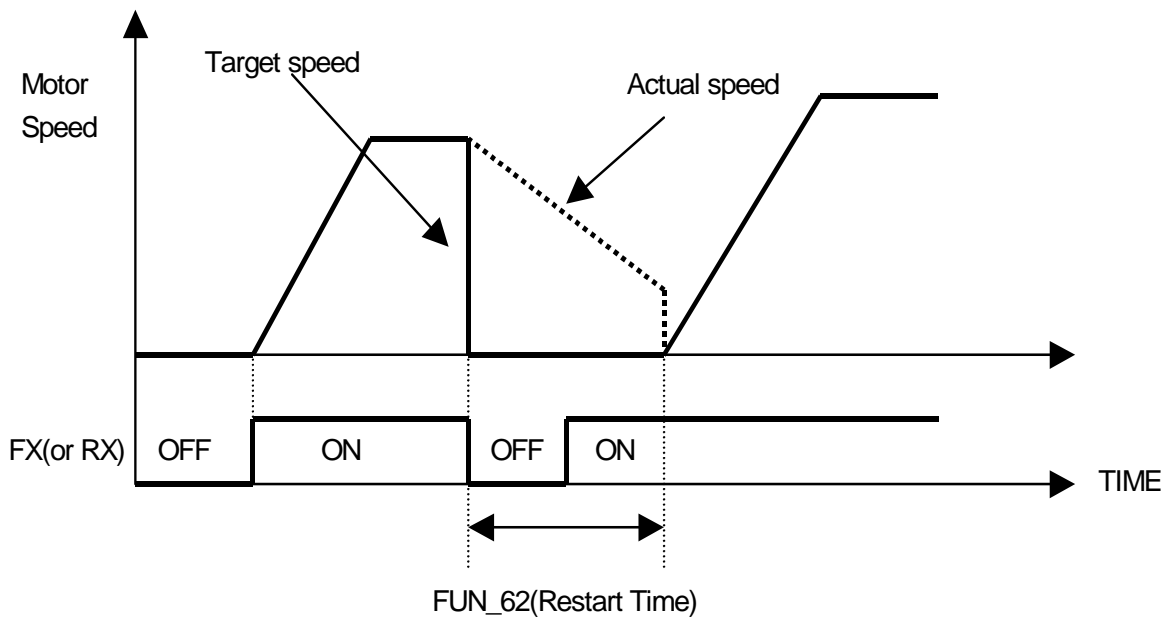 Target speed
Motor
Speed
Actual speed
FX(or RX)
OFF
ON
OFF
ON
TIME
FUN_62(Restart Time)